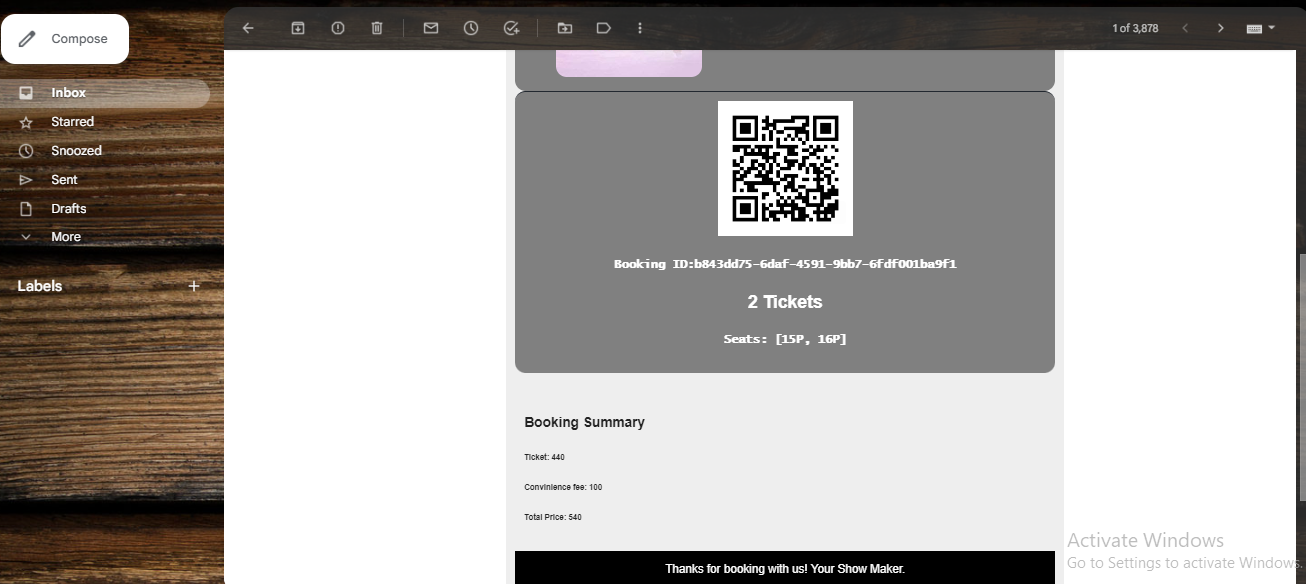 Compose
1 of 3,878
Inbox
Starred
Snoozed
Sent
Drafts
More
Labels
Booking ID:b843dd75-6daf-4591-9bb7-6fdf001ba9f1
2 Tickets
Seats: [15P, 16P]
Booking Summary
Ticket: 440
Convinience fee: 100
Total Price: 540
Thanks for booking with us! Your Show Maker.
Activate Windows
Go to Settings to activate Windows.